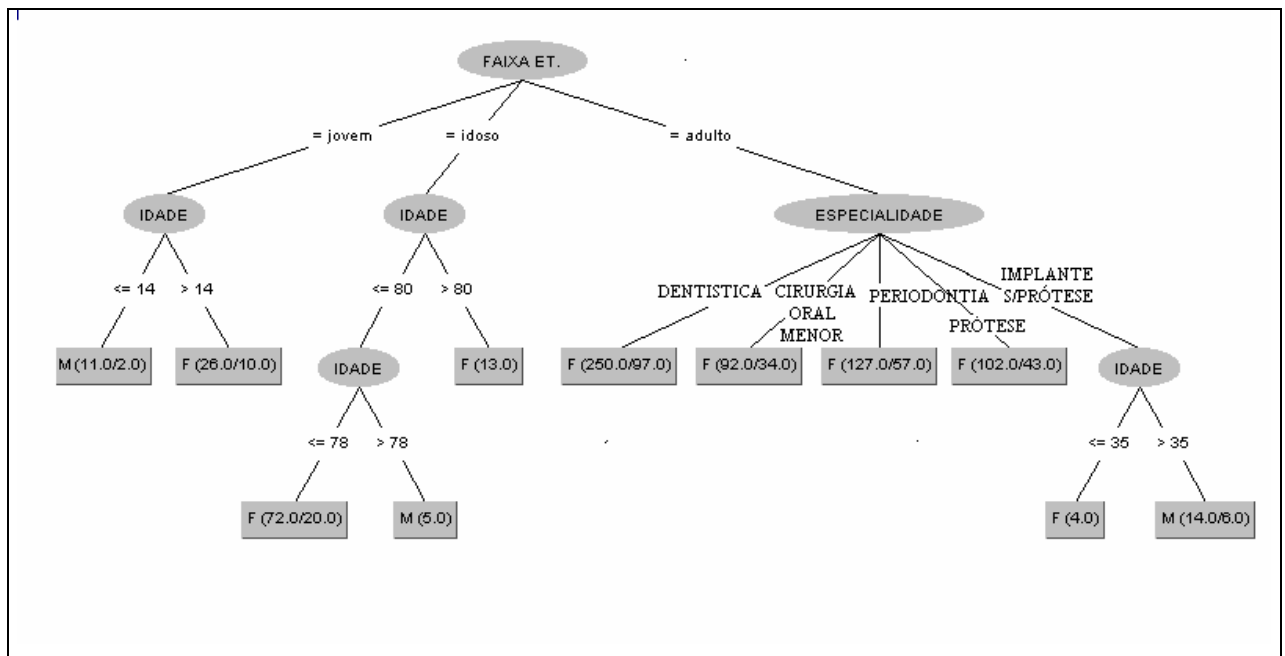 FAIXA ET.
= jovem
= idoso
= adulto
IDADE
IDADE
ESPECIALIDADE
<= 14
> 14
<= 80
> 80
DENTISTICA
CIRURGIA
ORAL
MENOR
PERIODONTIA
PRÓTESE
IMPLANTE
S/PRÓTESE
M (11.0/2.0)
F (26.0/10.0)
IDADE
F (13.0)
F (250.0/97.0)
F (92.0/34.0)
F (127.0/57.0)
F (102.0/43.0)
IDADE
<= 78
> 78
<= 35
> 35
F (72.0/20.0)
M (5.0)
F (4.0)
M (14.0/6.0)